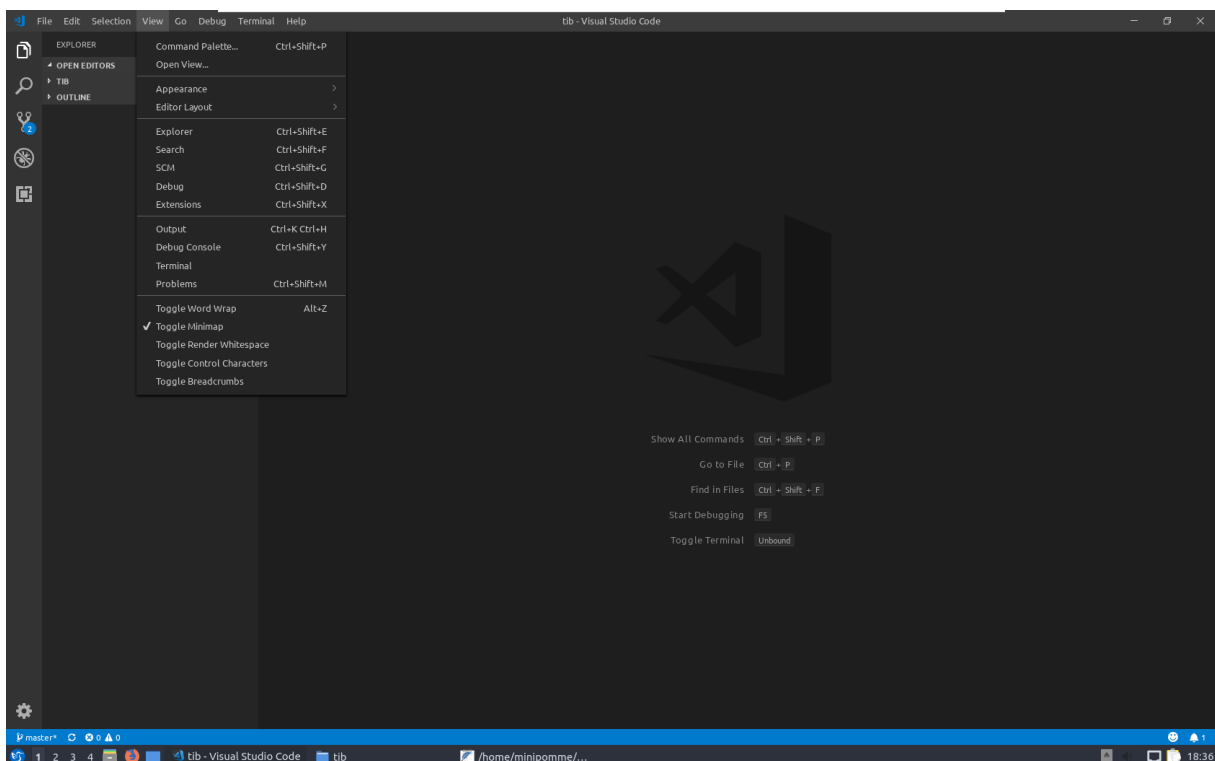 File Edit Selection View Go Debug Terminal Help tib - Visual Studio Code
EXPLORER
OPEN EDITORS
TIB
OUTLINE
2
Command Palette... Ctrl+Shift+P
Open View...
Appearance
Editor Layout
Explorer Ctrl+Shift+E
Search Ctrl+Shift+F
SCM Ctrl+Shift+G
Debug Ctrl+Shift+D
Extensions Ctrl+Shift+X
Output Ctrl+K Ctrl+H
Debug Console Ctrl+Shift+Y
Terminal
Problems Ctrl+Shift+M
Toggle Word Wrap Alt+Z
Toggle Minimap
Toggle Render Whitespace
Toggle Control Characters
Toggle Breadcrumbs
Show All Commands Ctrl + Shift + P
Go to File Ctrl + P
Find in Files Ctrl + Shift + F
Start Debugging F5
Toggle Terminal Unbound
master* 0 0 1
1 2 3 4 tib - Visual Studio Code tib /home/minipomme/... 18:36